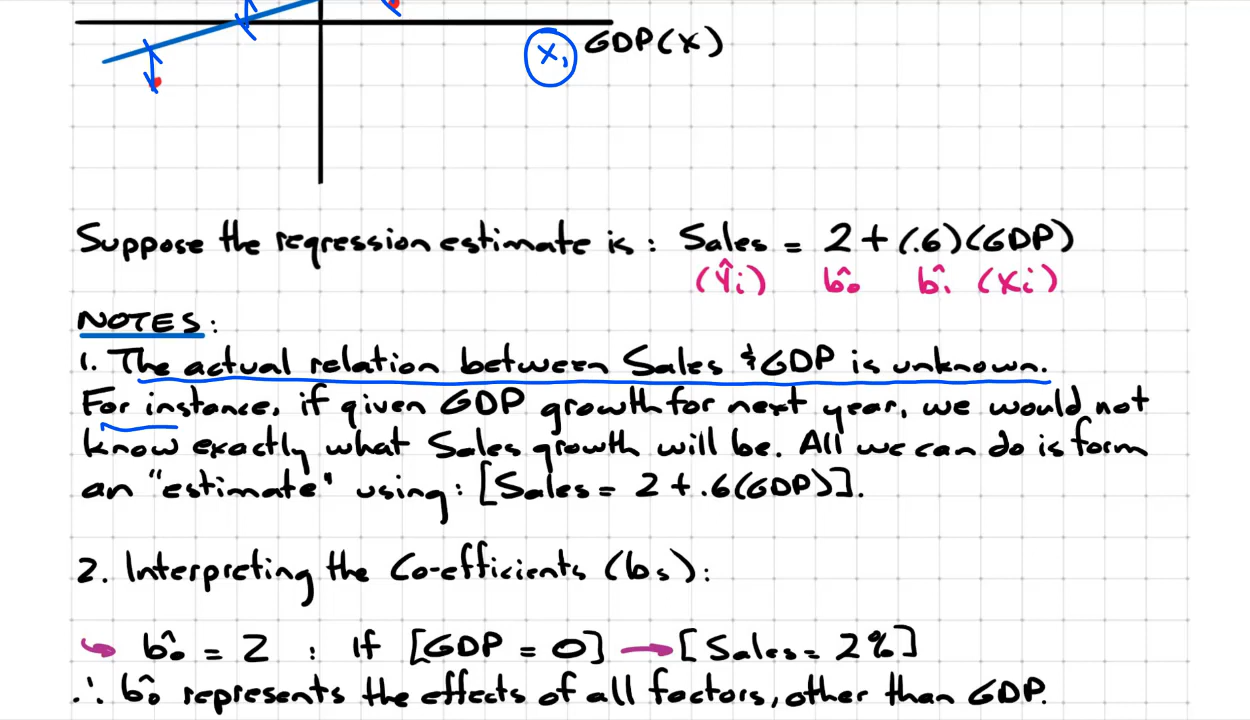 X₁ GDP(X)
Suppose the regression estimate is : Sales = 2 + (.6)(GDP)
(Ŷi) b̂₀ b̂₁ (Xi)
NOTES:
1. The actual relation between Sales & GDP is unknown.
For instance, if given GDP growth for next year, we would not
know exactly what Sales growth will be. All we can do is form
an "estimate" using: [Sales = 2 + .6(GDP)].
2. Interpreting the Co-efficients (bs):
↪ b̂₀ = 2 : If [GDP = 0] → [Sales = 2%]
∴ b̂₀ represents the effects of all factors, other than GDP.